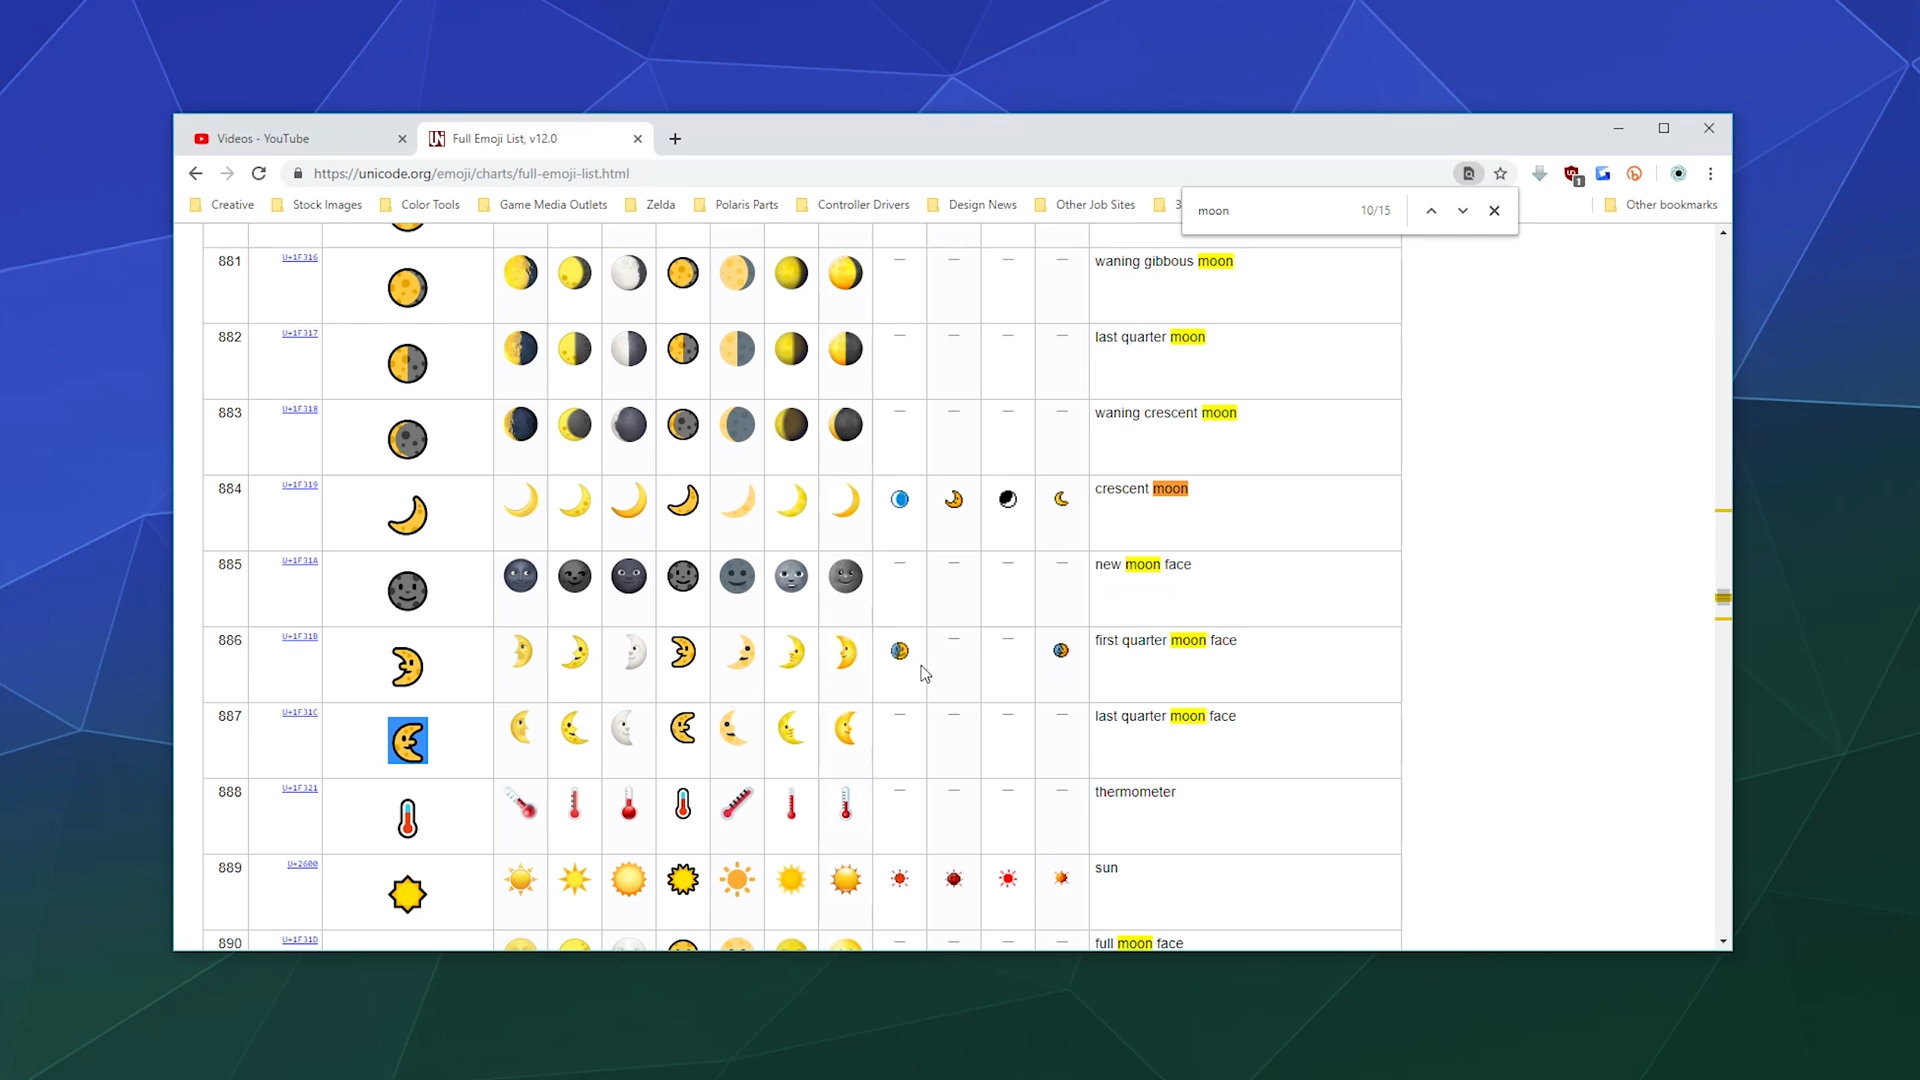 Videos - YouTube
Full Emoji List, v12.0
https://unicode.org/emoji/charts/full-emoji-list.html
1
Creative Stock Images Color Tools Game Media Outlets Zelda Polaris Parts Controller Drivers Design News Other Job Sites 3 Other bookmarks
moon 10/15
881 U+1F316 — — — — waning gibbous moon
882 U+1F317 — — — — last quarter moon
883 U+1F318 — — — — waning crescent moon
884 U+1F319 crescent moon
885 U+1F31A — — — — new moon face
886 U+1F31B — — first quarter moon face
887 U+1F31C — — — — last quarter moon face
888 U+1F321 — — — — thermometer
889 U+2600 sun
890 U+1F31D — — — — full moon face